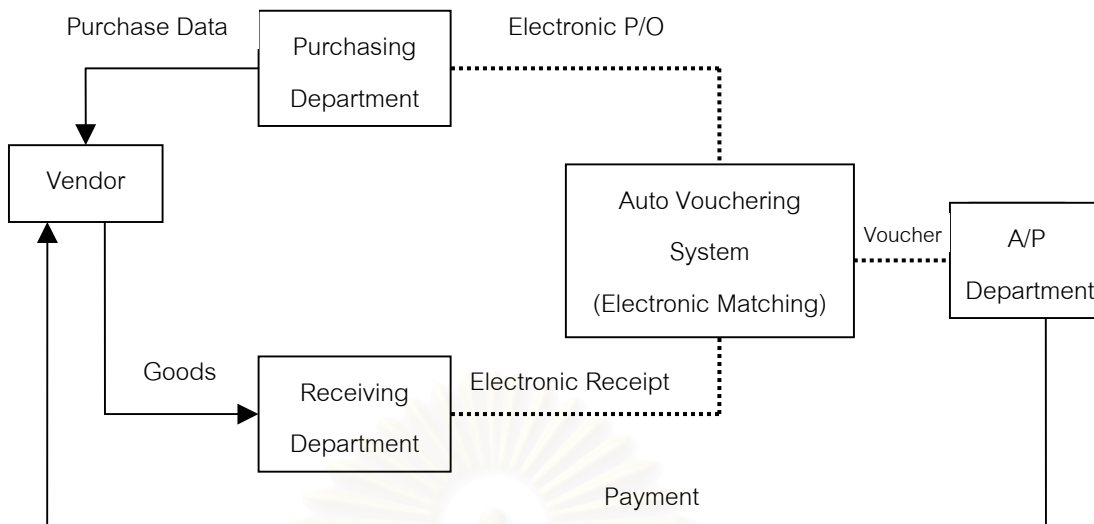 Purchase Data
Purchasing
Department
Electronic P/O
Vendor
Auto Vouchering
System
(Electronic Matching)
Voucher
A/P
Department
Goods
Receiving
Department
Electronic Receipt
Payment